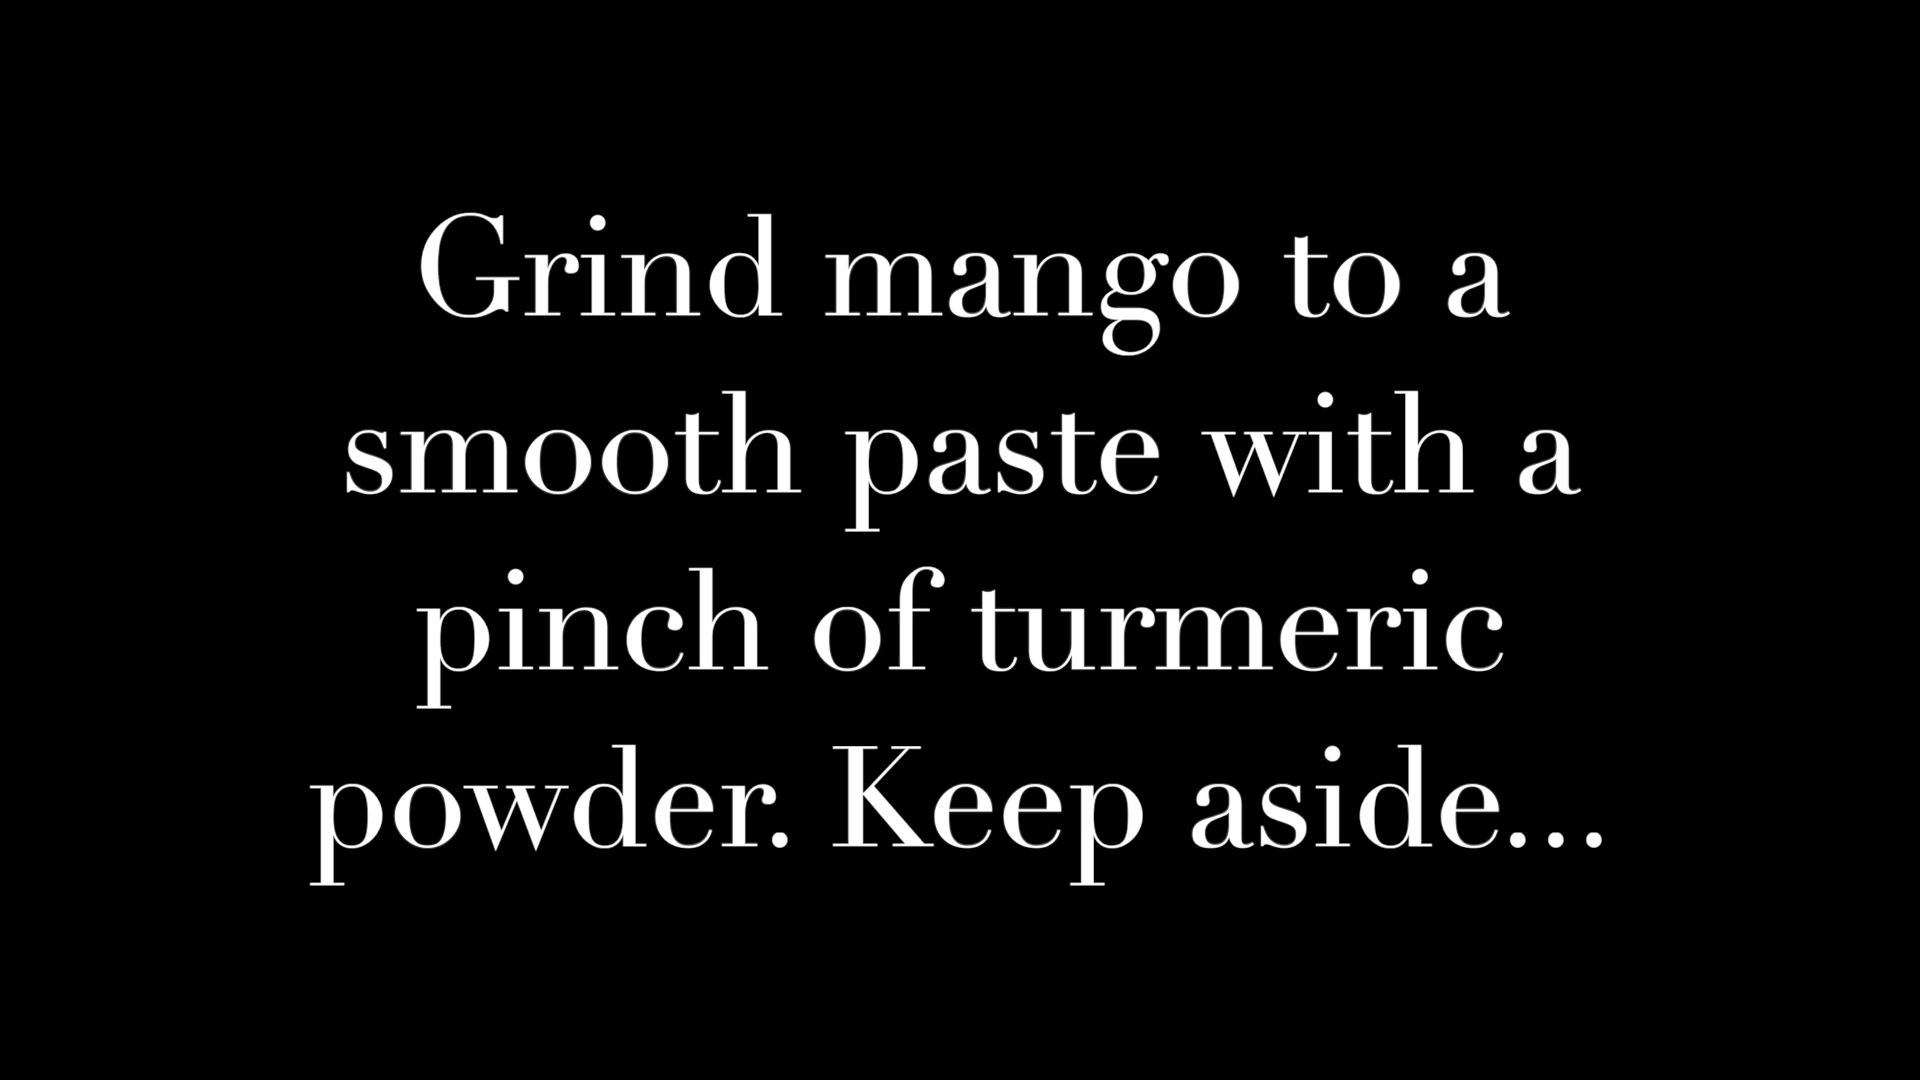 Grind mango to a
smooth paste with a
pinch of turmeric
powder. Keep aside...